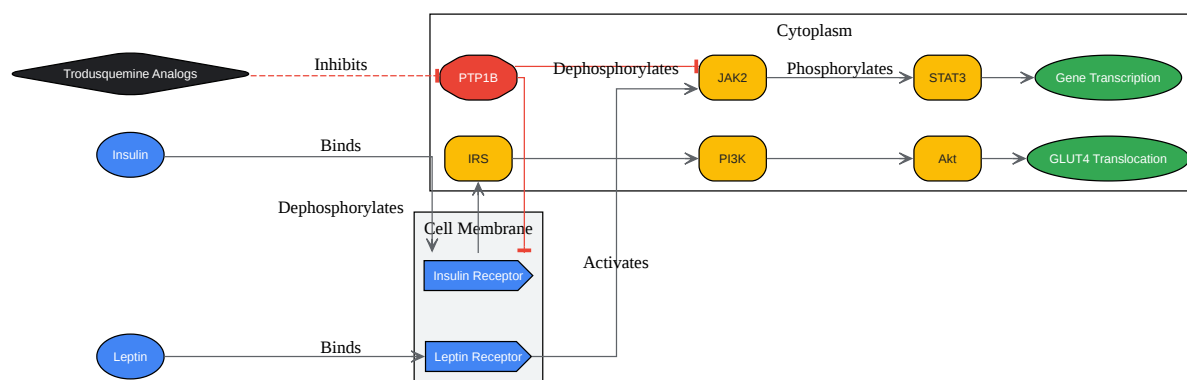 Cytoplasm
Trodusquemine Analogs
Inhibits
PTP1B
Dephosphorylates
JAK2
Phosphorylates
STAT3
Gene Transcription
Insulin
Binds
IRS
PI3K
Akt
GLUT4 Translocation
Dephosphorylates
Cell Membrane
Insulin Receptor
Activates
Leptin
Binds
Leptin Receptor